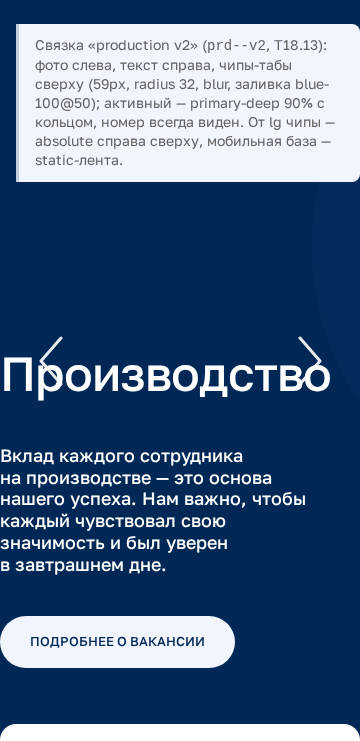 Связка «production v2» (prd--v2, T18.13):
фото слева, текст справа, чипы-табы
сверху (59px, radius 32, blur, заливка blue-
100@50); активный — primary-deep 90% с
кольцом, номер всегда виден. От lg чипы —
absolute справа сверху, мобильная база —
static-лента.
Производство
Вклад каждого сотрудника
на производстве — это основа
нашего успеха. Нам важно, чтобы
каждый чувствовал свою
значимость и был уверен
в завтрашнем дне.
ПОДРОБНЕЕ О ВАКАНСИИ